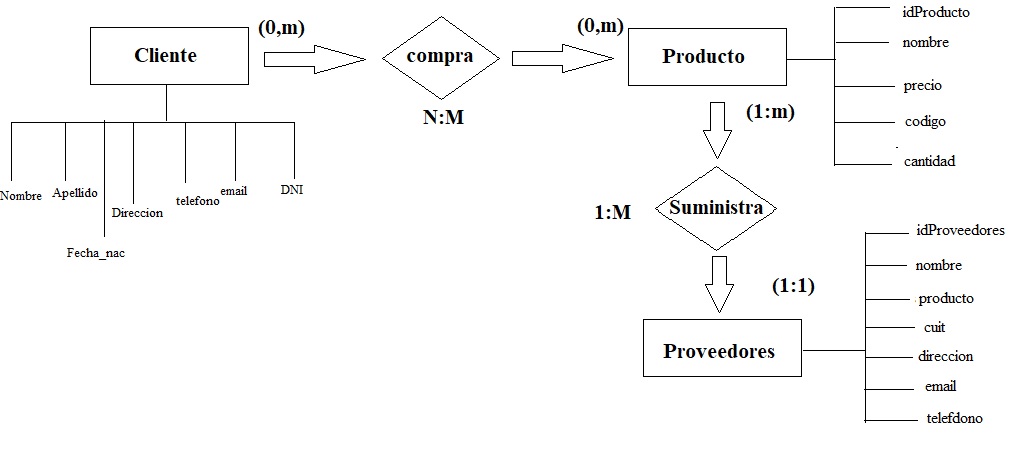 Cliente
(0,m)
compra
N:M
(0,m)
Producto
idProducto
nombre
precio
codigo
cantidad
Nombre
Apellido
Fecha_nac
Direccion
telefono
email
DNI
(1:m)
1:M
Suministra
(1:1)
Proveedores
idProveedores
nombre
producto
cuit
direccion
email
telefdono